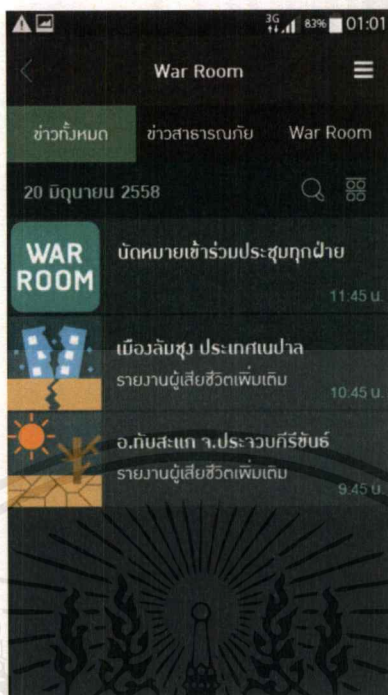 3G 83% 01:01
War Room
ข่าวทั้งหมด ข่าวสาธารณภัย War Room
20 มิถุนายน 2558
WAR ROOM
นัดหมายเข้าร่วมประชุมทุกฝ่าย
11:45 น.
เมืองลัมชุง ประเทศเนปาล
รายงานผู้เสียชีวิตเพิ่มเติม
10:45 น.
อ.ทับสะแก จ.ประจวบคีรีขันธ์
รายงานผู้เสียชีวิตเพิ่มเติม
9:45 น.